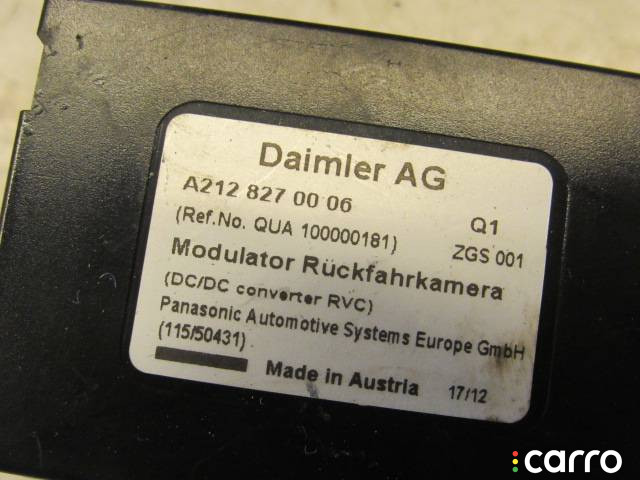 Daimler AG
A212 827 00 06
Q1
(Ref.No. QUA 100000181)
ZGS 001
Modulator Rückfahrkamera
(DC/DC converter RVC)
Panasonic Automotive Systems Europe GmbH
(115/50431)
Made in Austria 17/12
carro